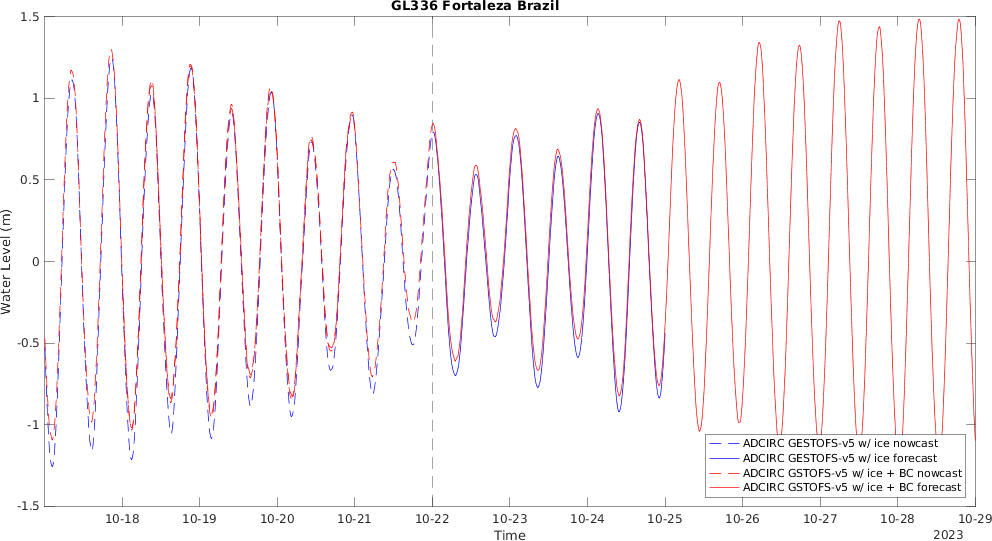 GL336 Fortaleza Brazil
1.5
1
0.5
0
-0.5
-1
-1.5
Water Level (m)
ADCIRC GESTOFS-v5 w/ ice nowcast
ADCIRC GESTOFS-v5 w/ ice forecast
ADCIRC GSTOFS-v5 w/ ice + BC nowcast
ADCIRC GSTOFS-v5 w/ ice + BC forecast
10-18 10-19 10-20 10-21 10-22 10-23 10-24 10-25 10-26 10-27 10-28 10-29
Time
2023